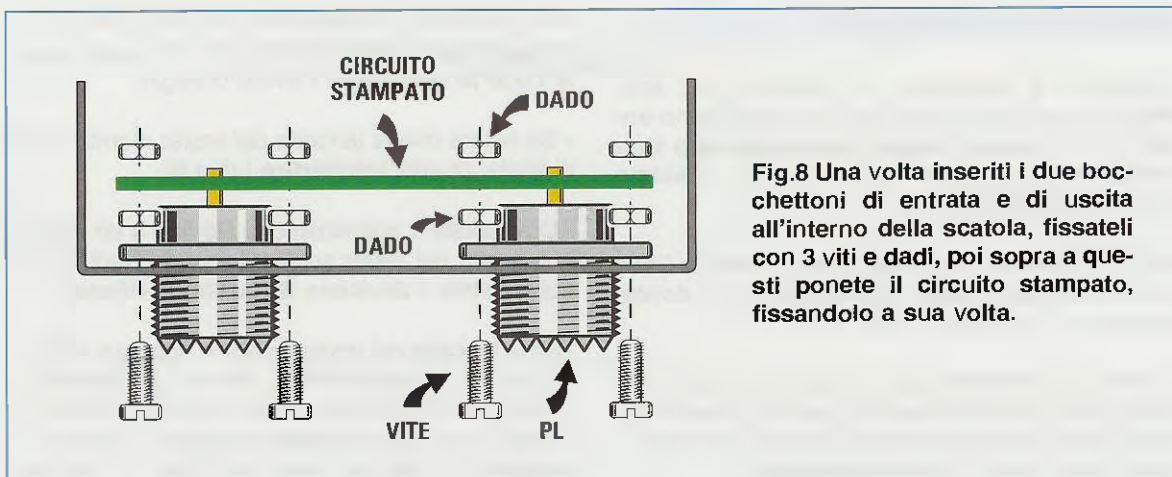 CIRCUITO
STAMPATO
DADO
DADO
VITE
PL
Fig.8 Una volta inseriti i due boc-
chettoni di entrata e di uscita
all'interno della scatola, fissateli
con 3 viti e dadi, poi sopra a que-
sti ponete il circuito stampato,
fissandolo a sua volta.